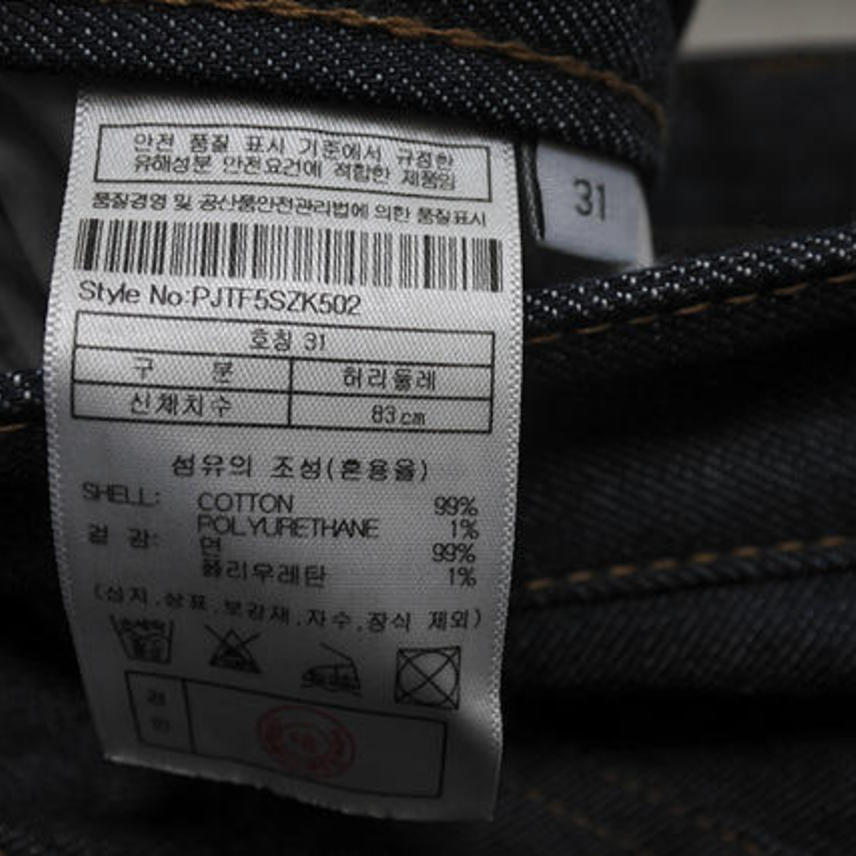 안전 품질 표시 기준에서 규정한
유해성분 안전요건에 적합한 제품임
31
품질경영 및 공산품안전관리법에 의한 품질표시
Style No:PJTF5SZK502
호칭 31
구 분 허리둘레
신체치수 83cm
섬유의 조성(혼용율)
SHELL: COTTON 99%
POLYURETHANE 1%
겉 감: 면 99%
폴리우레탄 1%
(심지,상표,보강재,자수,장식 제외)